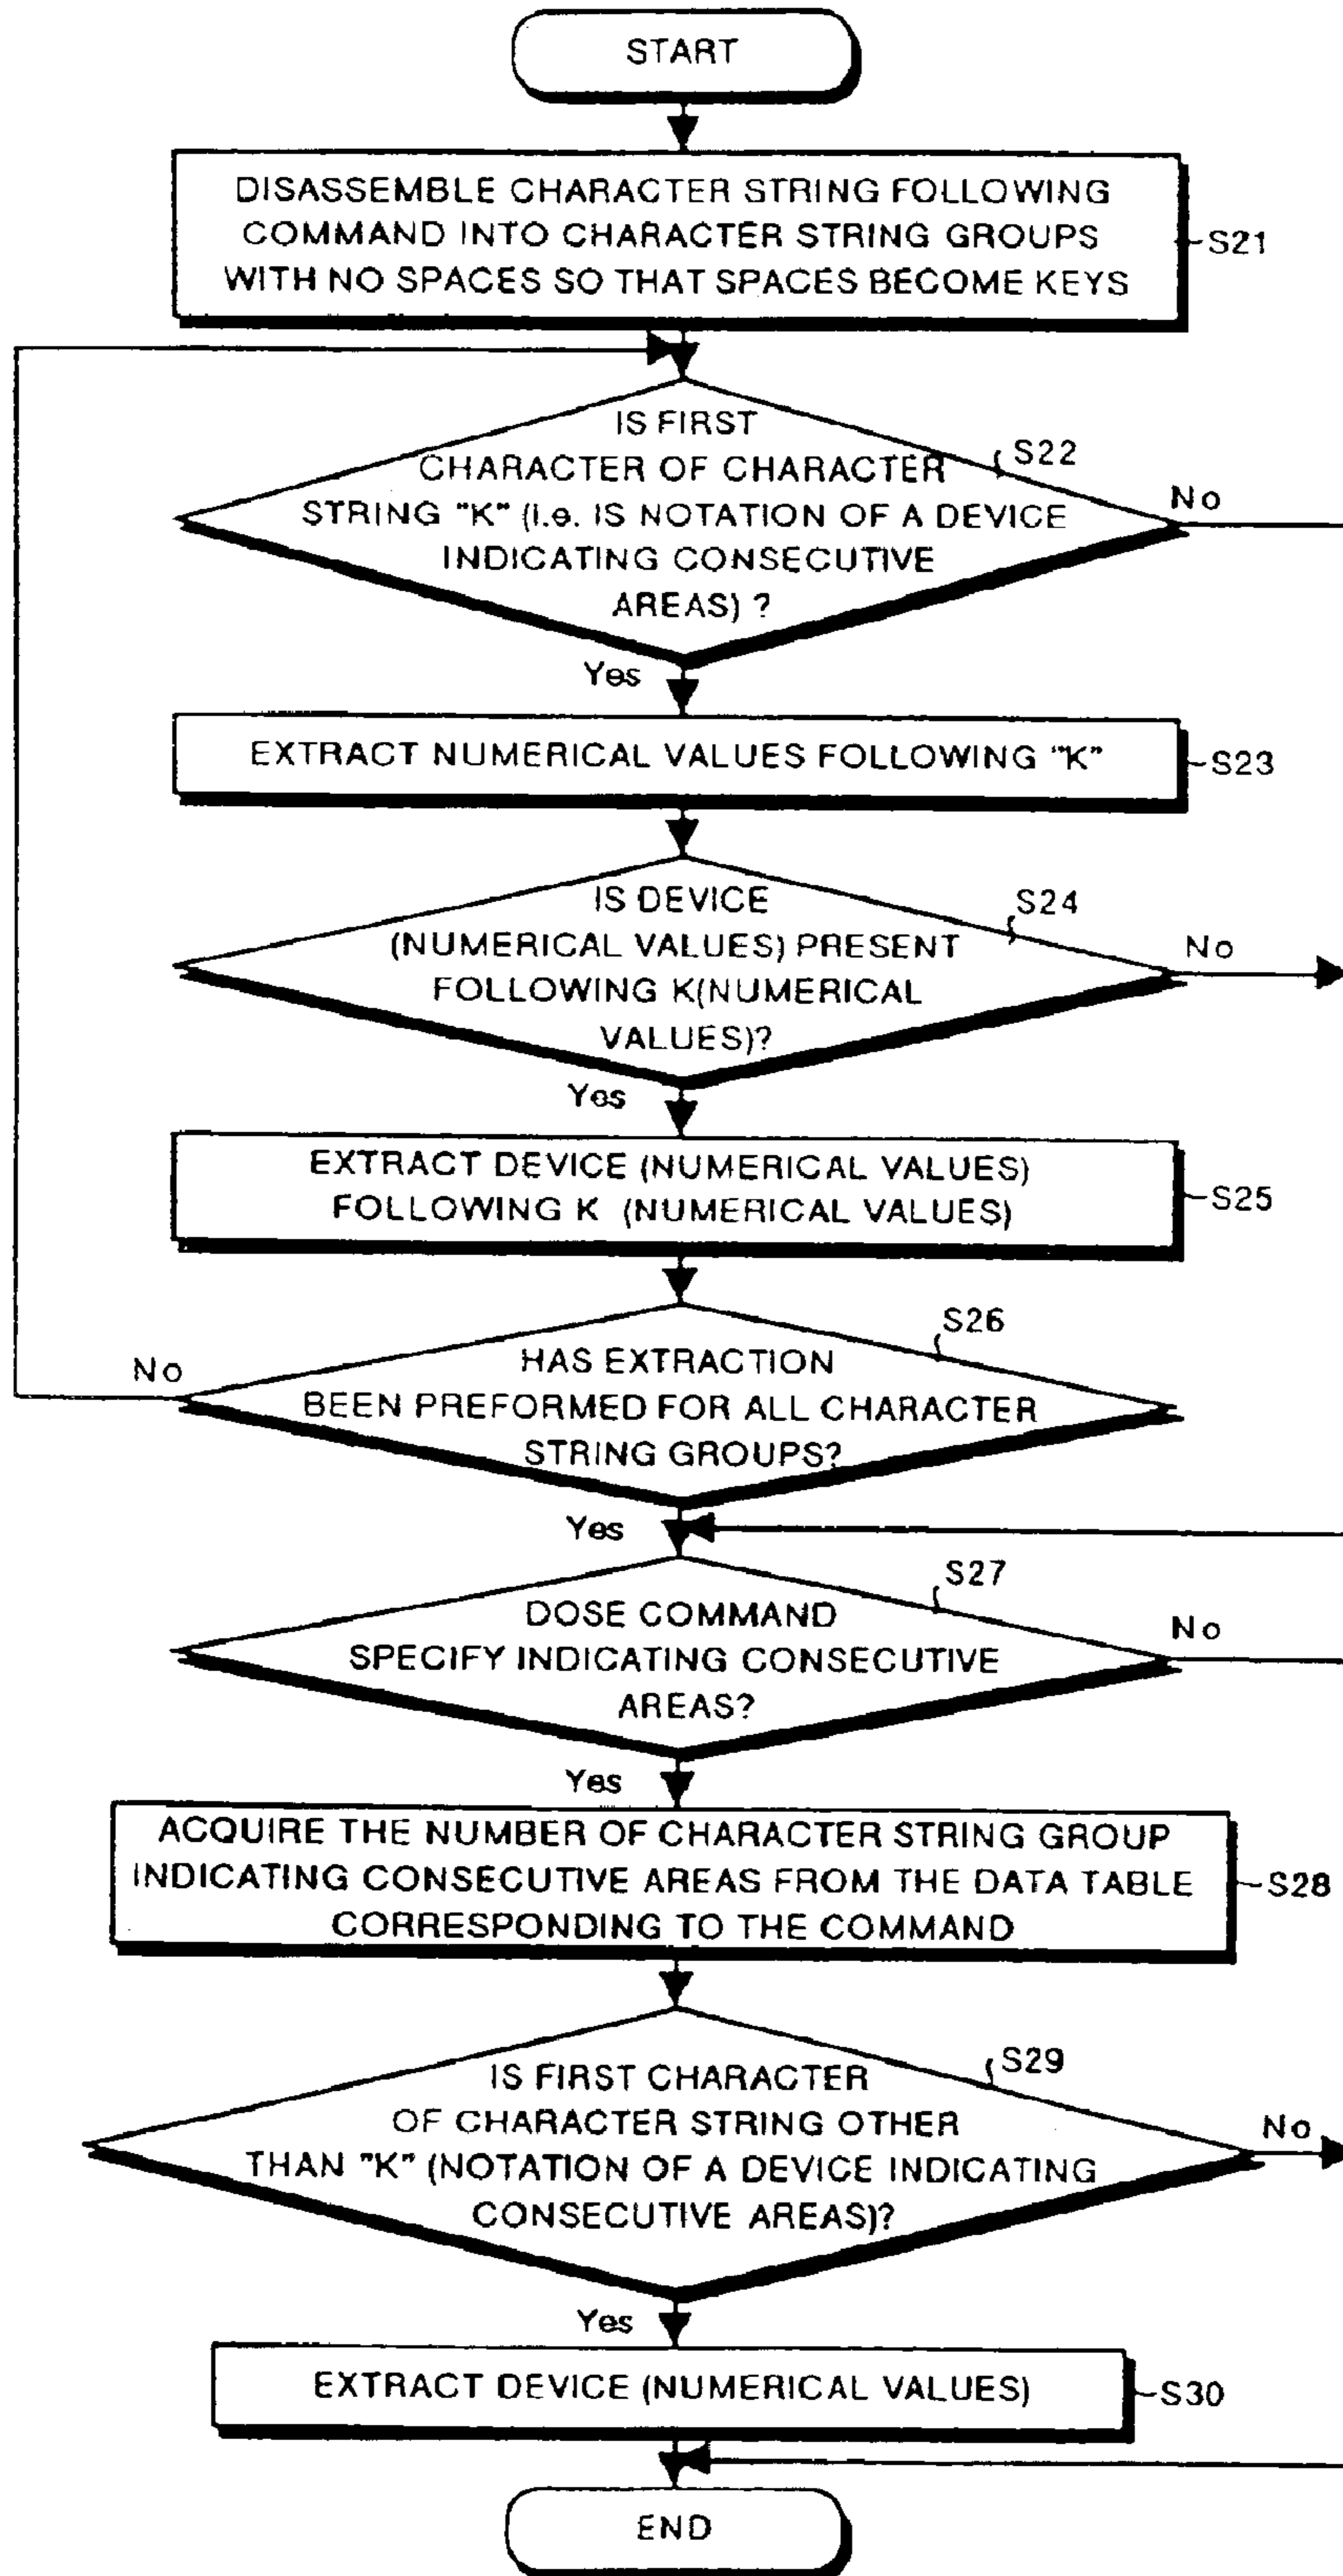 START
DISASSEMBLE CHARACTER STRING FOLLOWING
COMMAND INTO CHARACTER STRING GROUPS
WITH NO SPACES SO THAT SPACES BECOME KEYS
S21
IS FIRST
CHARACTER OF CHARACTER
STRING "K" (i.e. IS NOTATION OF A DEVICE
INDICATING CONSECUTIVE
AREAS) ?
S22
No
Yes
EXTRACT NUMERICAL VALUES FOLLOWING "K"
S23
IS DEVICE
(NUMERICAL VALUES) PRESENT
FOLLOWING K(NUMERICAL
VALUES)?
S24
No
Yes
EXTRACT DEVICE (NUMERICAL VALUES)
FOLLOWING K (NUMERICAL VALUES)
S25
HAS EXTRACTION
BEEN PREFORMED FOR ALL CHARACTER
STRING GROUPS?
S26
No
Yes
DOSE COMMAND
SPECIFY INDICATING CONSECUTIVE
AREAS?
S27
No
Yes
ACQUIRE THE NUMBER OF CHARACTER STRING GROUP
INDICATING CONSECUTIVE AREAS FROM THE DATA TABLE
CORRESPONDING TO THE COMMAND
S28
IS FIRST CHARACTER
OF CHARACTER STRING OTHER
THAN "K" (NOTATION OF A DEVICE INDICATING
CONSECUTIVE AREAS)?
S29
No
Yes
EXTRACT DEVICE (NUMERICAL VALUES)
S30
END